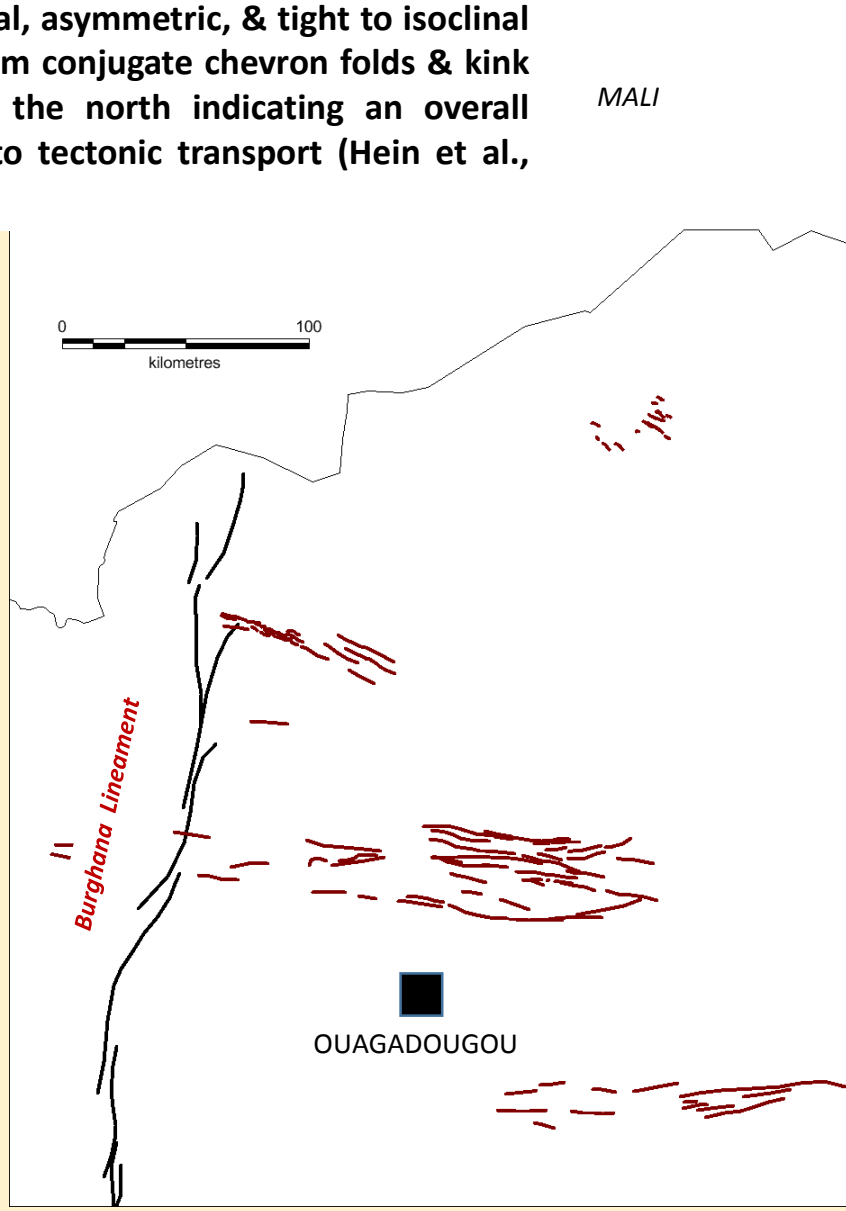 al, asymmetric, & tight to isoclinal
m conjugate chevron folds & kink
the north indicating an overall
to tectonic transport (Hein et al.,
MALI
0 100
kilometres
Burghana Lineament
OUAGADOUGOU